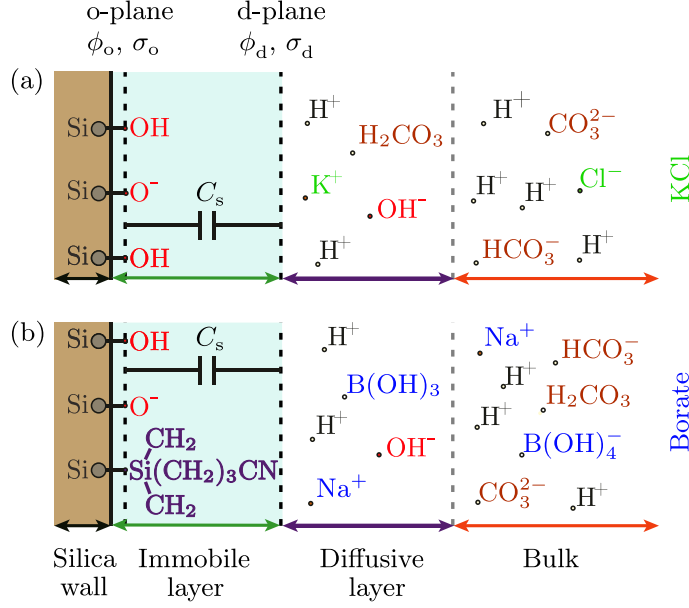 o-plane
d-plane
ϕₒ, σₒ
ϕ_d, σ_d
(a)
H⁺
H⁺
Si
OH
H₂CO₃
CO₃²⁻
Si
O⁻
Cₛ
K⁺
OH⁻
H⁺
H⁺
Cl⁻
KCl
Si
OH
H⁺
HCO₃⁻
H⁺
(b)
Si
OH
Cₛ
H⁺
Na⁺
HCO₃⁻
Si
O⁻
B(OH)₃
H⁺
H₂CO₃
Borate
CH₂
H⁺
H⁺
Si
Si(CH₂)₃CN
OH⁻
B(OH)₄⁻
CH₂
Na⁺
CO₃²⁻
H⁺
Silica
wall
Immobile
layer
Diffusive
layer
Bulk